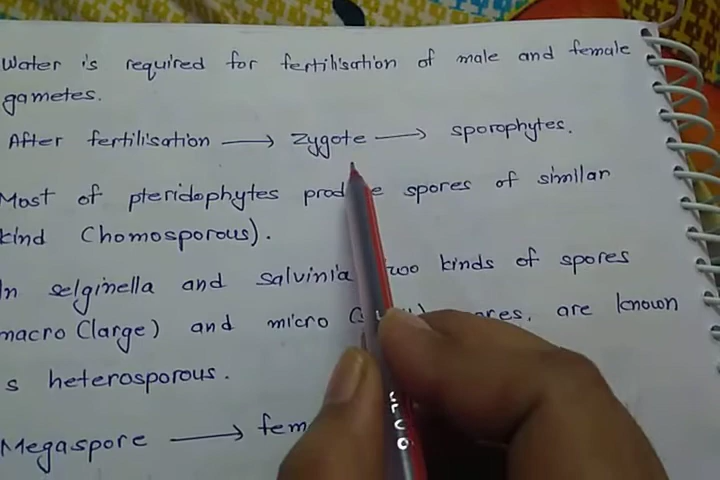 Water is required for fertilisation of male and female
gametes.
After fertilisation → zygote → sporophytes.
Most of pteridophytes spores of similar
kind (homosporous).
In selginella and salvinia two kinds of spores
macro (large) and micro are known
s heterosporous.
Megaspore →